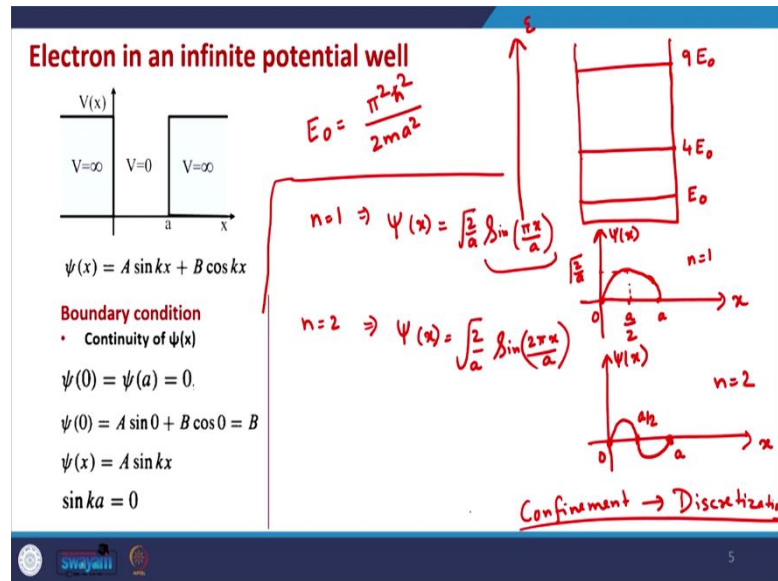 Electron in an infinite potential well
V(x)
V=∞ V=0 V=∞
a x
ψ(x) = A sin kx + B cos kx
Boundary condition
• Continuity of ψ(x)
ψ(0) = ψ(a) = 0,
ψ(0) = A sin 0 + B cos 0 = B
ψ(x) = A sin kx
sin ka = 0
E₀ = π²ℏ²/2ma²
n=1 ⇒ ψ(x) = √(2/a) Sin(πx/a)
n=2 ⇒ ψ(x) = √(2/a) Sin(2πx/a)
ε
9E₀
4E₀
E₀
ψ(x)
n=1
√(2/a)
0 a/2 a x
ψ(x)
n=2
a/2
0 a x
Confinement → Discretizatio
swayam
5